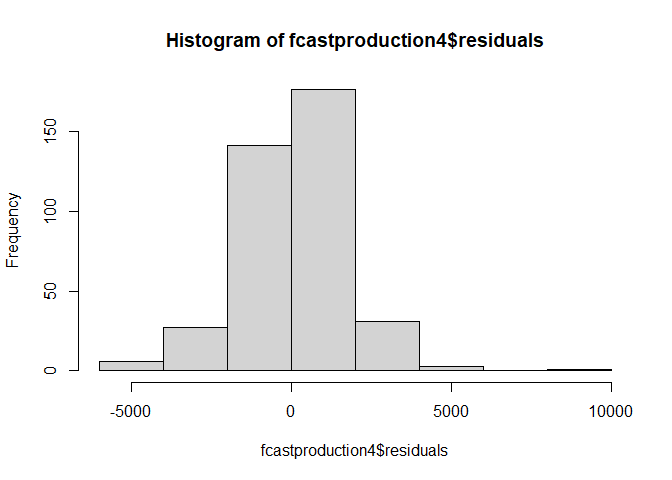 Histogram of fcastproduction4$residuals
Frequency
150
100
50
0
-5000 0 5000 10000
fcastproduction4$residuals